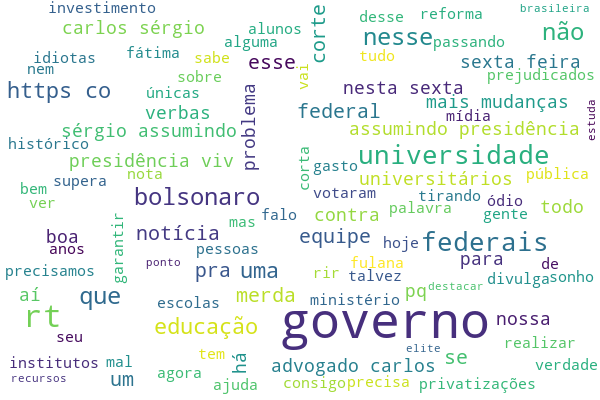 investimento
brasileira
carlos sérgio
alunos
desse
reforma
corte
nesse
não
alguma
passando
fátima
idiotas
sabe
tudo
sexta feira
nem
esse
vai
prejudicados
sobre
https co
únicas
nesta sexta
mais mudanças
problema
verbas
federal
mídia
estuda
sérgio assumindo
assumindo presidência
histórico
corta
universidade
presidência viv
gasto
nota
universitários
pública
supera
bem
bolsonaro
votaram
tirando
ódio
ver
falo
contra
palavra
gente
todo
garantir
mas
boa
notícia
equipe
hoje
federais
anos
pessoas
para
ponto
fulana
de
precisamos
pra
uma
rir
talvez
divulga
sonho
aí
que
escolas
merda
ministério
pq
destacar
rt
governo
nossa
seu
educação
realizar
elite
há
se
institutos
mal
tem
advogado carlos
verdade
recursos
um
agora
ajuda
consigo
precisa
privatizações